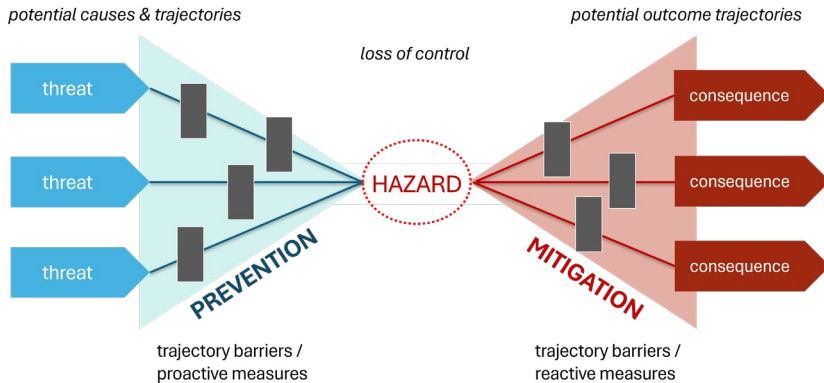 potential causes & trajectories
potential outcome trajectories
loss of control
threat
consequence
threat
HAZARD
consequence
threat
consequence
PREVENTION
MITIGATION
trajectory barriers /
proactive measures
trajectory barriers /
reactive measures